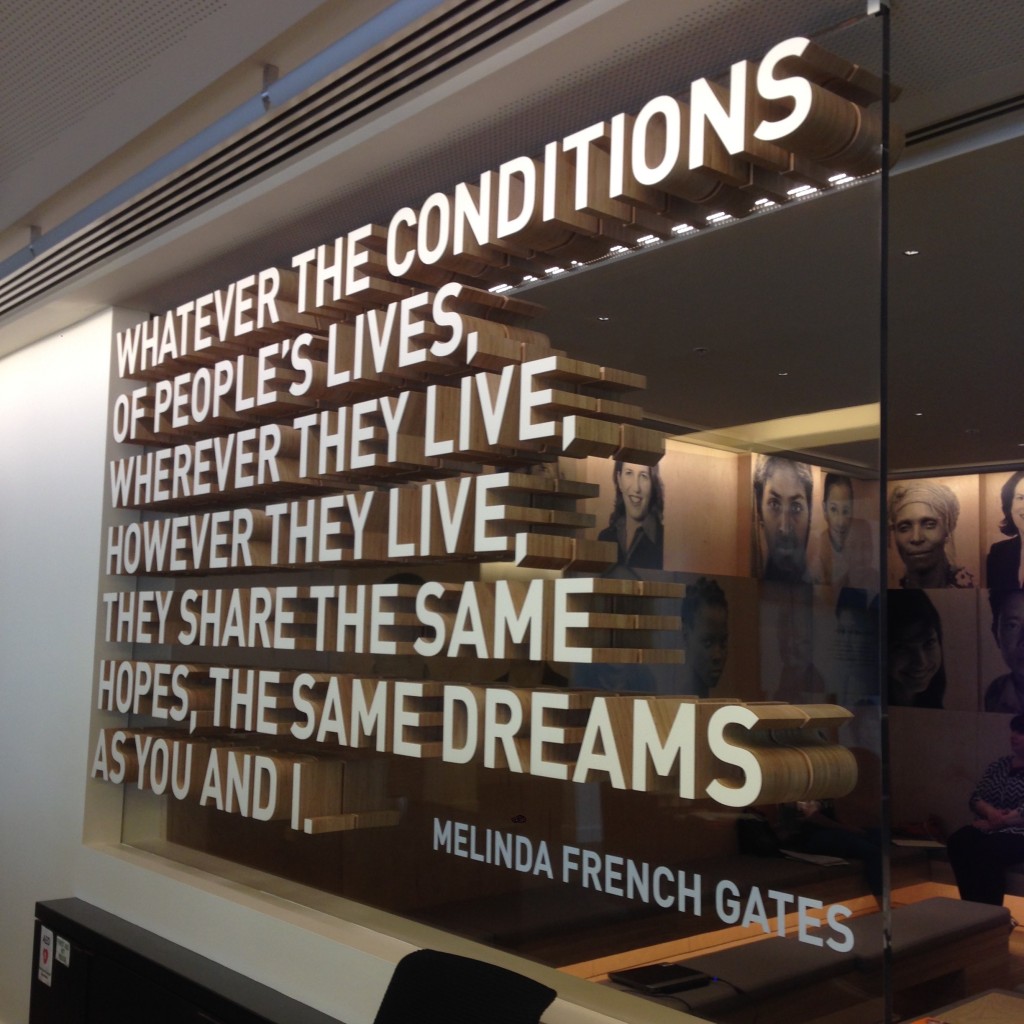 WHATEVER THE CONDITIONS
OF PEOPLE'S LIVES,
WHEREVER THEY LIVE,
HOWEVER THEY LIVE,
THEY SHARE THE SAME
HOPES, THE SAME DREAMS
AS YOU AND I.
MELINDA FRENCH GATES
AED